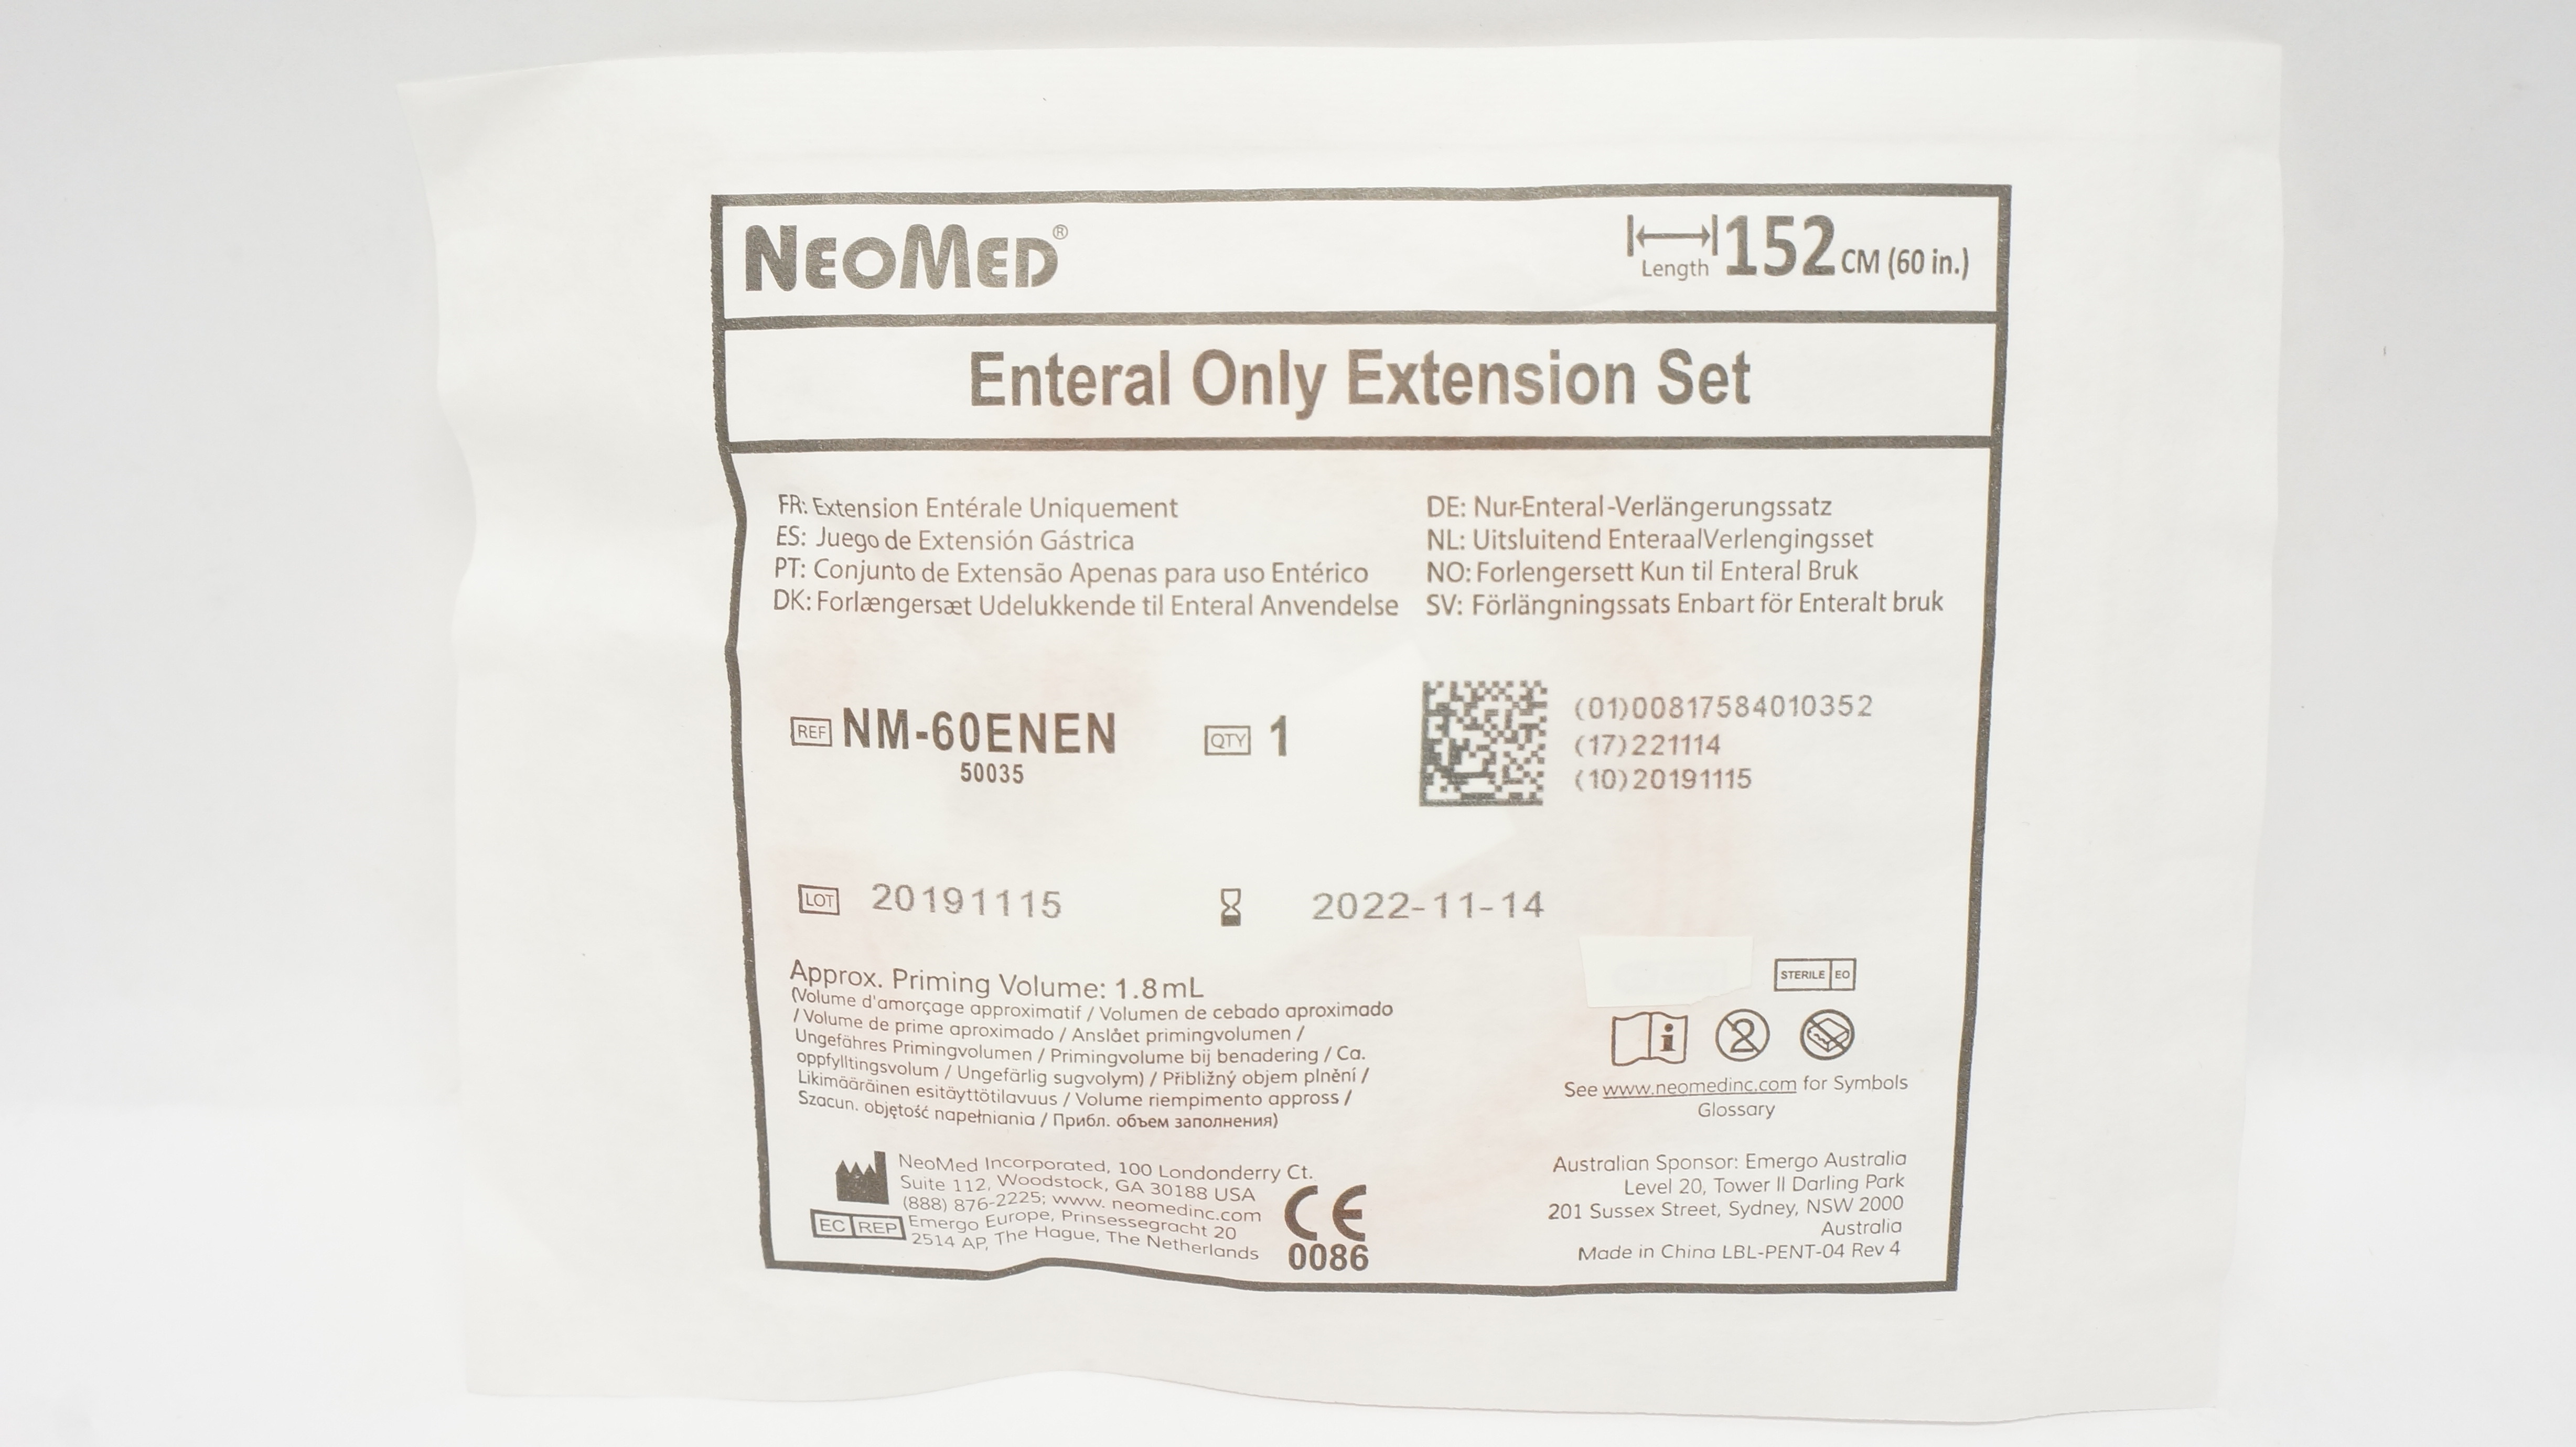 NEOMED®
Length 152 CM (60 in.)
Enteral Only Extension Set
FR: Extension Entérale Uniquement
ES: Juego de Extensión Gástrica
PT: Conjunto de Extensão Apenas para uso Entérico
DK: Forlængersæt Udelukkende til Enteral Anvendelse
DE: Nur-Enteral-Verlängerungssatz
NL: Uitsluitend EnteraalVerlengingsset
NO: Forlengersett Kun til Enteral Bruk
SV: Förlängningssats Enbart för Enteralt bruk
REF NM-60ENEN
50035
QTY 1
(01)00817584010352
(17)221114
(10)20191115
LOT 20191115
2022-11-14
Approx. Priming Volume: 1.8mL
(Volume d'amorçage approximatif / Volumen de cebado aproximado
/ Volume de prime aproximado / Anslået primingvolumen /
Ungefähres Primingvolumen / Primingvolume bij benadering / Ca.
oppfylltingsvolum / Ungefärlig sugvolym) / Přibližný objem plnění /
Likimääräinen esitäyttötilavuus / Volume riempimento appross /
Szacun. objętość napełniania / Прибл. объем заполнения)
STERILE EO
i
2
See www.neomedinc.com for Symbols
Glossary
NeoMed Incorporated, 100 Londonderry Ct.
Suite 112, Woodstock, GA 30188 USA
(888) 876-2225; www. neomedinc.com
EC REP Emergo Europe, Prinsessegracht 20
2514 AP, The Hague, The Netherlands
CE
0086
Australian Sponsor: Emergo Australia
Level 20, Tower II Darling Park
201 Sussex Street, Sydney, NSW 2000
Australia
Made in China LBL-PENT-04 Rev 4